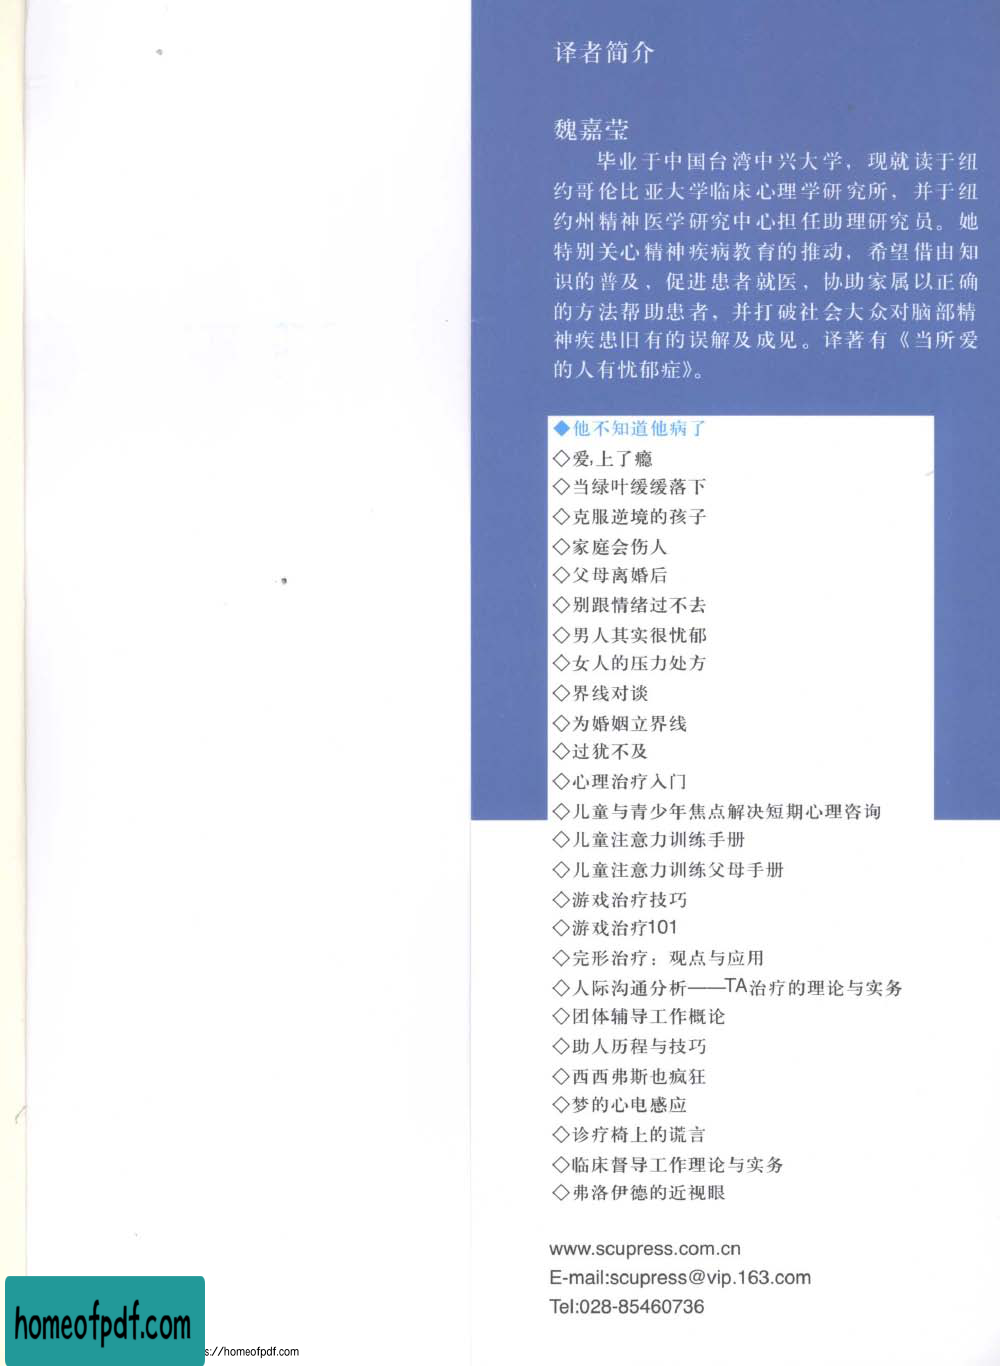 译者简介
魏嘉莹
毕业于中国台湾中兴大学，现就读于纽
约哥伦比亚大学临床心理学研究所，并于纽
约州精神医学研究中心担任助理研究员。她
特别关心精神疾病教育的推动，希望借由知
识的普及，促进患者就医，协助家属以正确
的方法帮助患者，并打破社会大众对脑部精
神疾患旧有的误解及成见。译著有《当所爱
的人有忧郁症》。
◆他不知道他病了
◇爱,上了瘾
◇当绿叶缓缓落下
◇克服逆境的孩子
◇家庭会伤人
◇父母离婚后
◇别跟情绪过不去
◇男人其实很忧郁
◇女人的压力处方
◇界线对谈
◇为婚姻立界线
◇过犹不及
◇心理治疗入门
◇儿童与青少年焦点解决短期心理咨询
◇儿童注意力训练手册
◇儿童注意力训练父母手册
◇游戏治疗技巧
◇游戏治疗101
◇完形治疗：观点与应用
◇人际沟通分析——TA治疗的理论与实务
◇团体辅导工作概论
◇助人历程与技巧
◇西西弗斯也疯狂
◇梦的心电感应
◇诊疗椅上的谎言
◇临床督导工作理论与实务
◇弗洛伊德的近视眼
www.scupress.com.cn
E-mail:scupress@vip.163.com
Tel:028-85460736
homeofpdf.com
s://homeofpdf.com